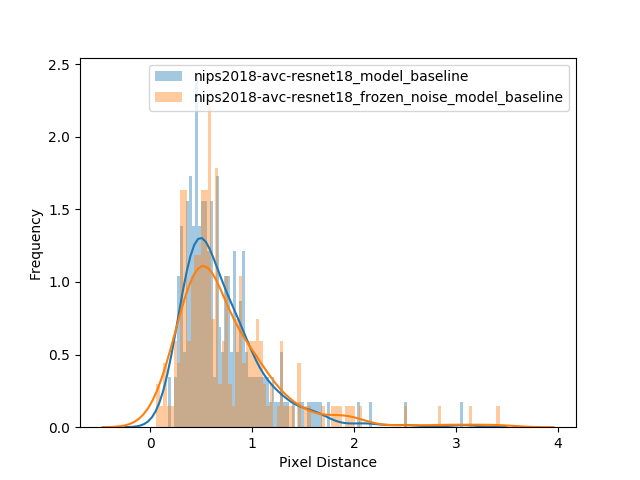 nips2018-avc-resnet18_model_baseline
nips2018-avc-resnet18_frozen_noise_model_baseline
2.5
2.0
1.5
1.0
0.5
0.0
Frequency
0 1 2 3 4
Pixel Distance